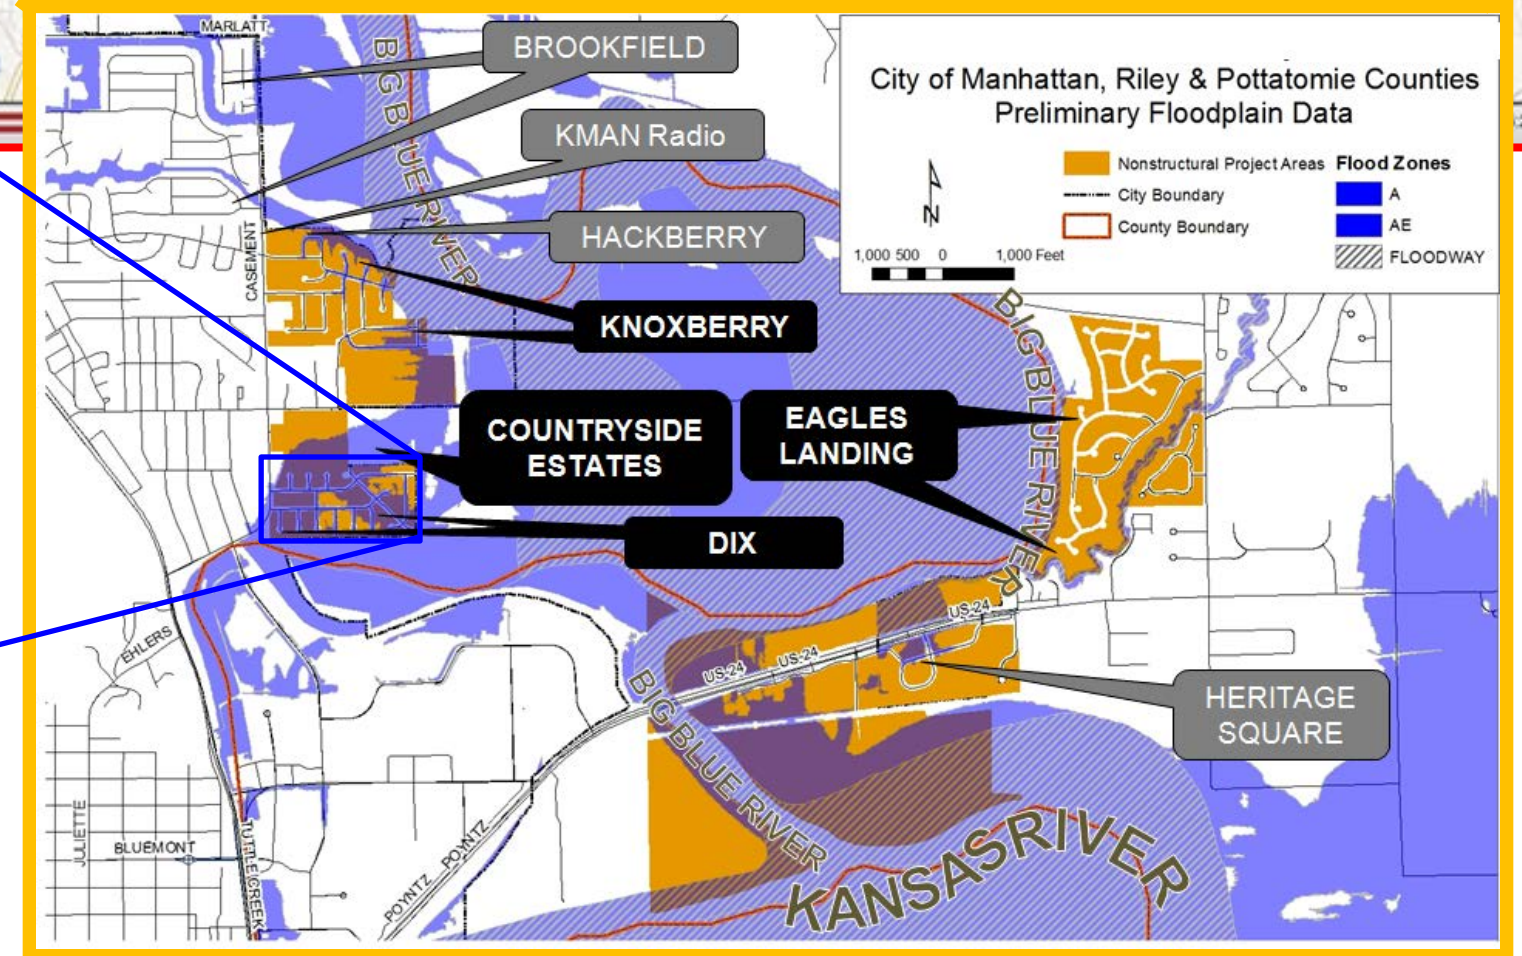 MARLATT
BROOKFIELD
KMAN Radio
HACKBERRY
KNOXBERRY
COUNTRYSIDE
ESTATES
EAGLES
LANDING
DIX
HERITAGE
SQUARE
City of Manhattan, Riley & Pottatomie Counties
Preliminary Floodplain Data
Nonstructural Project Areas
City Boundary
County Boundary
Flood Zones
A
AE
FLOODWAY
N
1,000 500 0 1,000 Feet
BIG BLUE RIVER
CASEMENT
BIG BLUE RIVER
US-24
US-24
US-24
EHLERS
BIG BLUE RIVER
JULIETTE
BLUEMONT
TUTTLE CREEK
POYNTZ
POYNTZ
KANSAS RIVER